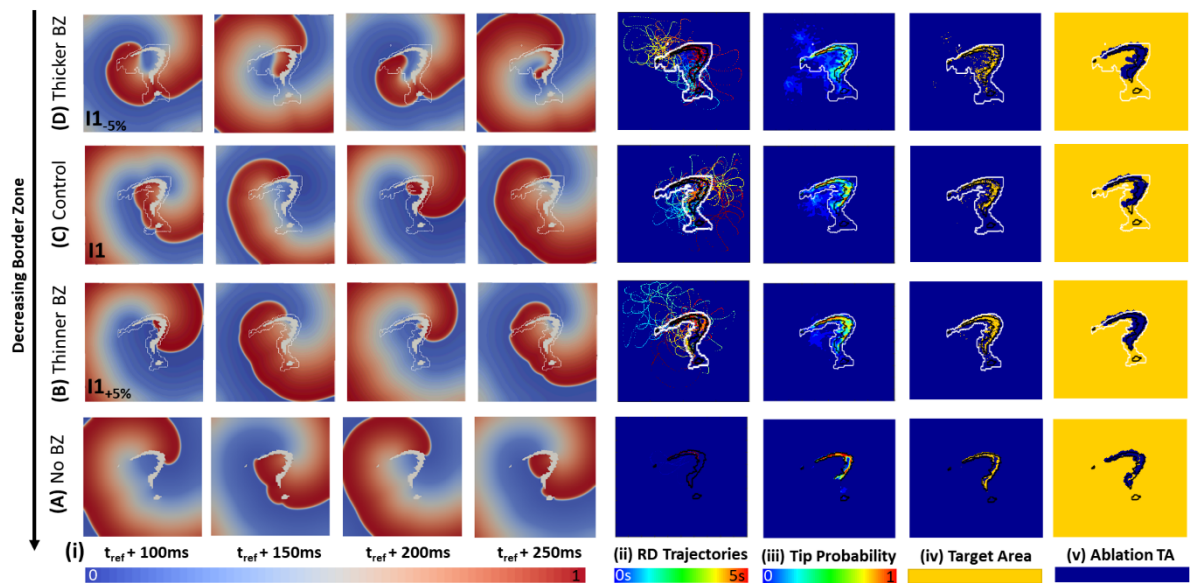 Decreasing Border Zone
(D) Thicker BZ
I1-5%
(C) Control
I1
(B) Thinner BZ
I1+5%
(A) No BZ
(i)
tref + 100ms
tref + 150ms
tref + 200ms
tref + 250ms
(ii) RD Trajectories
(iii) Tip Probability
(iv) Target Area
(v) Ablation TA
0 1
0s 5s
0 1